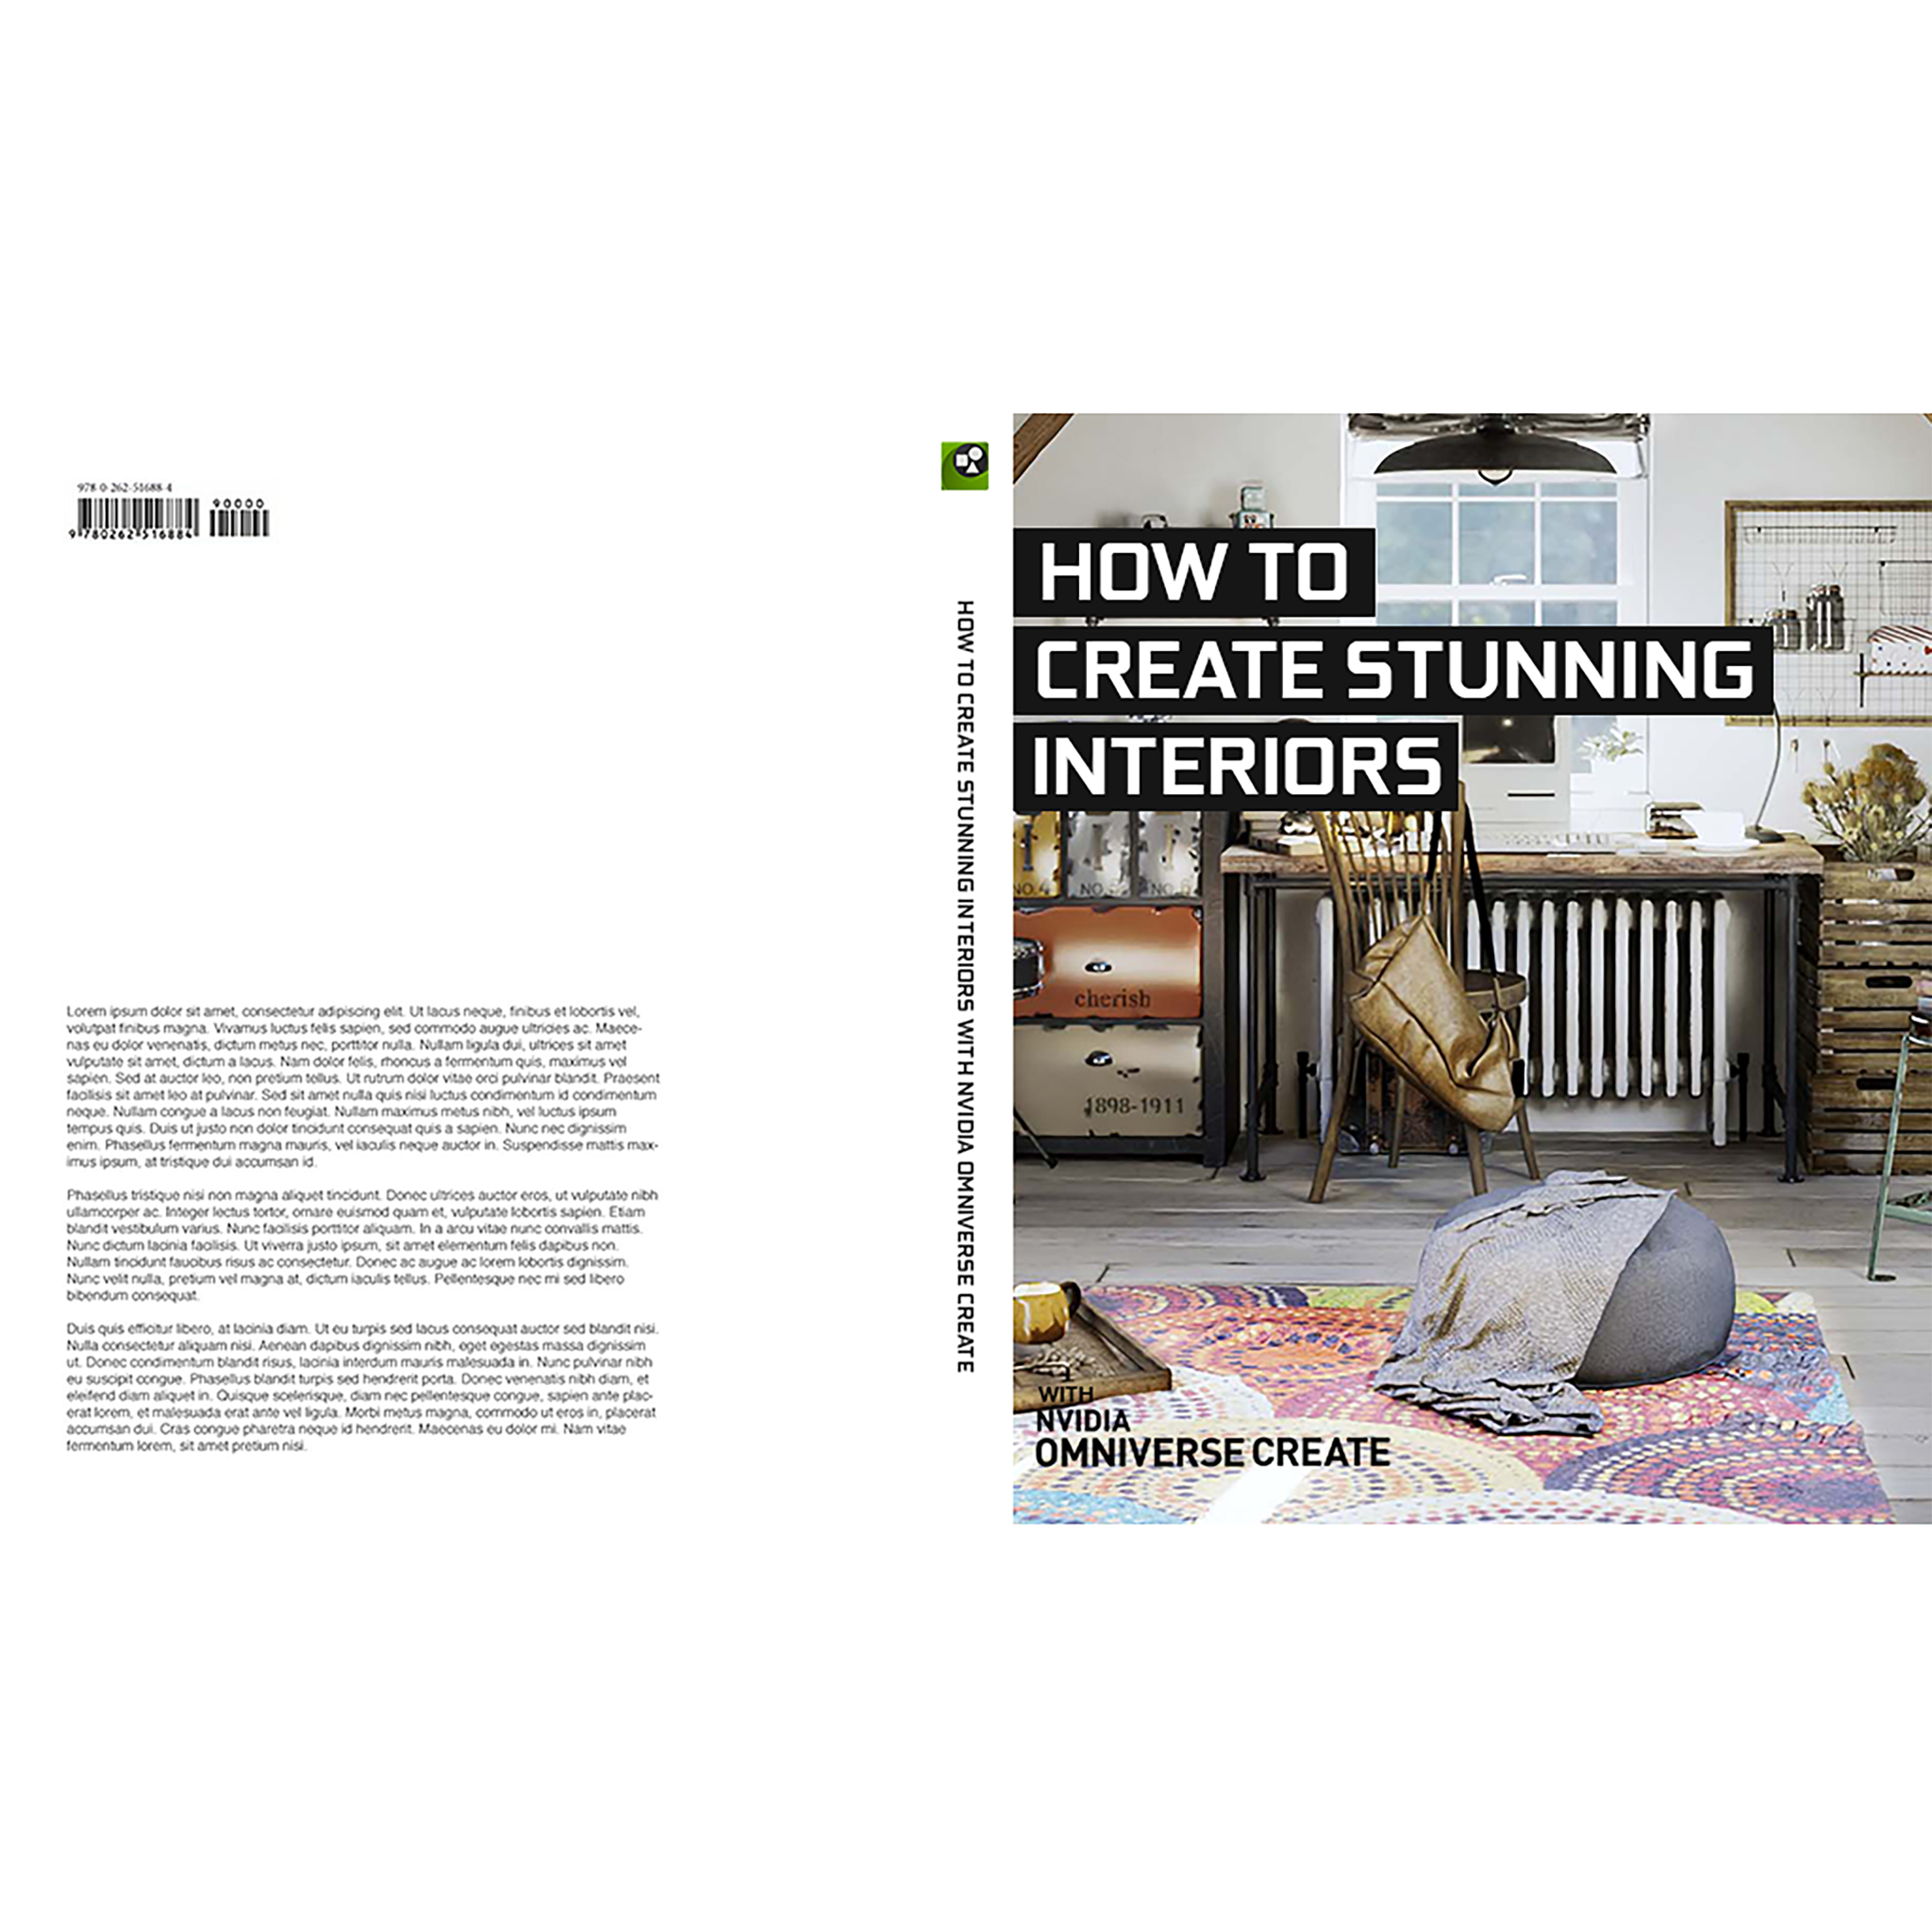 978-0-262-51688-4
90000
9 780262 516884
Lorem ipsum dolor sit amet, consectetur adipiscing elit. Ut lacus neque, finibus et lobortis vel,
volutpat finibus magna. Vivamus luctus felis sapien, sed commodo augue ultricies ac. Maece-
nas eu dolor venenatis, dictum metus nec, porttitor nulla. Nullam ligula dui, ultrices sit amet
vulputate sit amet, dictum a lacus. Nam dolor felis, rhoncus a fermentum quis, maximus vel
sapien. Sed at auctor leo, non pretium tellus. Ut rutrum dolor vitae orci pulvinar blandit. Praesent
facilisis sit amet leo at pulvinar. Sed sit amet nulla quis nisi luctus condimentum id condimentum
neque. Nullam congue a lacus non feugiat. Nullam maximus metus nibh, vel luctus ipsum
tempus quis. Duis ut justo non dolor tincidunt consequat quis a sapien. Nunc nec dignissim
enim. Phasellus fermentum magna mauris, vel iaculis neque auctor in. Suspendisse mattis max-
imus ipsum, at tristique dui accumsan id.
Phasellus tristique nisi non magna aliquet tincidunt. Donec ultrices auctor eros, ut vulputate nibh
ullamcorper ac. Integer lectus tortor, ornare euismod quam et, vulputate lobortis sapien. Etiam
blandit vestibulum varius. Nunc facilisis porttitor aliquam. In a arcu vitae nunc convallis mattis.
Nunc dictum lacinia facilisis. Ut viverra justo ipsum, sit amet elementum felis dapibus non.
Nullam tincidunt faucibus risus ac consectetur. Donec ac augue ac lorem lobortis dignissim.
Nunc velit nulla, pretium vel magna at, dictum iaculis tellus. Pellentesque nec mi sed libero
bibendum consequat.
Duis quis efficitur libero, at lacinia diam. Ut eu turpis sed lacus consequat auctor sed blandit nisi.
Nulla consectetur aliquam nisi. Aenean dapibus dignissim nibh, eget egestas massa dignissim
ut. Donec condimentum blandit risus, lacinia interdum mauris malesuada in. Nunc pulvinar nibh
eu suscipit congue. Phasellus blandit turpis sed hendrerit porta. Donec venenatis nibh diam, et
eleifend diam aliquet in. Quisque scelerisque, diam nec pellentesque congue, sapien ante plac-
erat lorem, et malesuada erat ante vel ligula. Morbi metus magna, commodo ut eros in, placerat
accumsan dui. Cras congue pharetra neque id hendrerit. Maecenas eu dolor mi. Nam vitae
fermentum lorem, sit amet pretium nisi.
HOW TO CREATE STUNNING INTERIORS WITH NVIDIA OMNIVERSE CREATE
HOW TO
CREATE STUNNING
INTERIORS
NO. 4
NO.
NO. 6
cherish
1898-1911
WITH
NVIDIA
OMNIVERSE CREATE